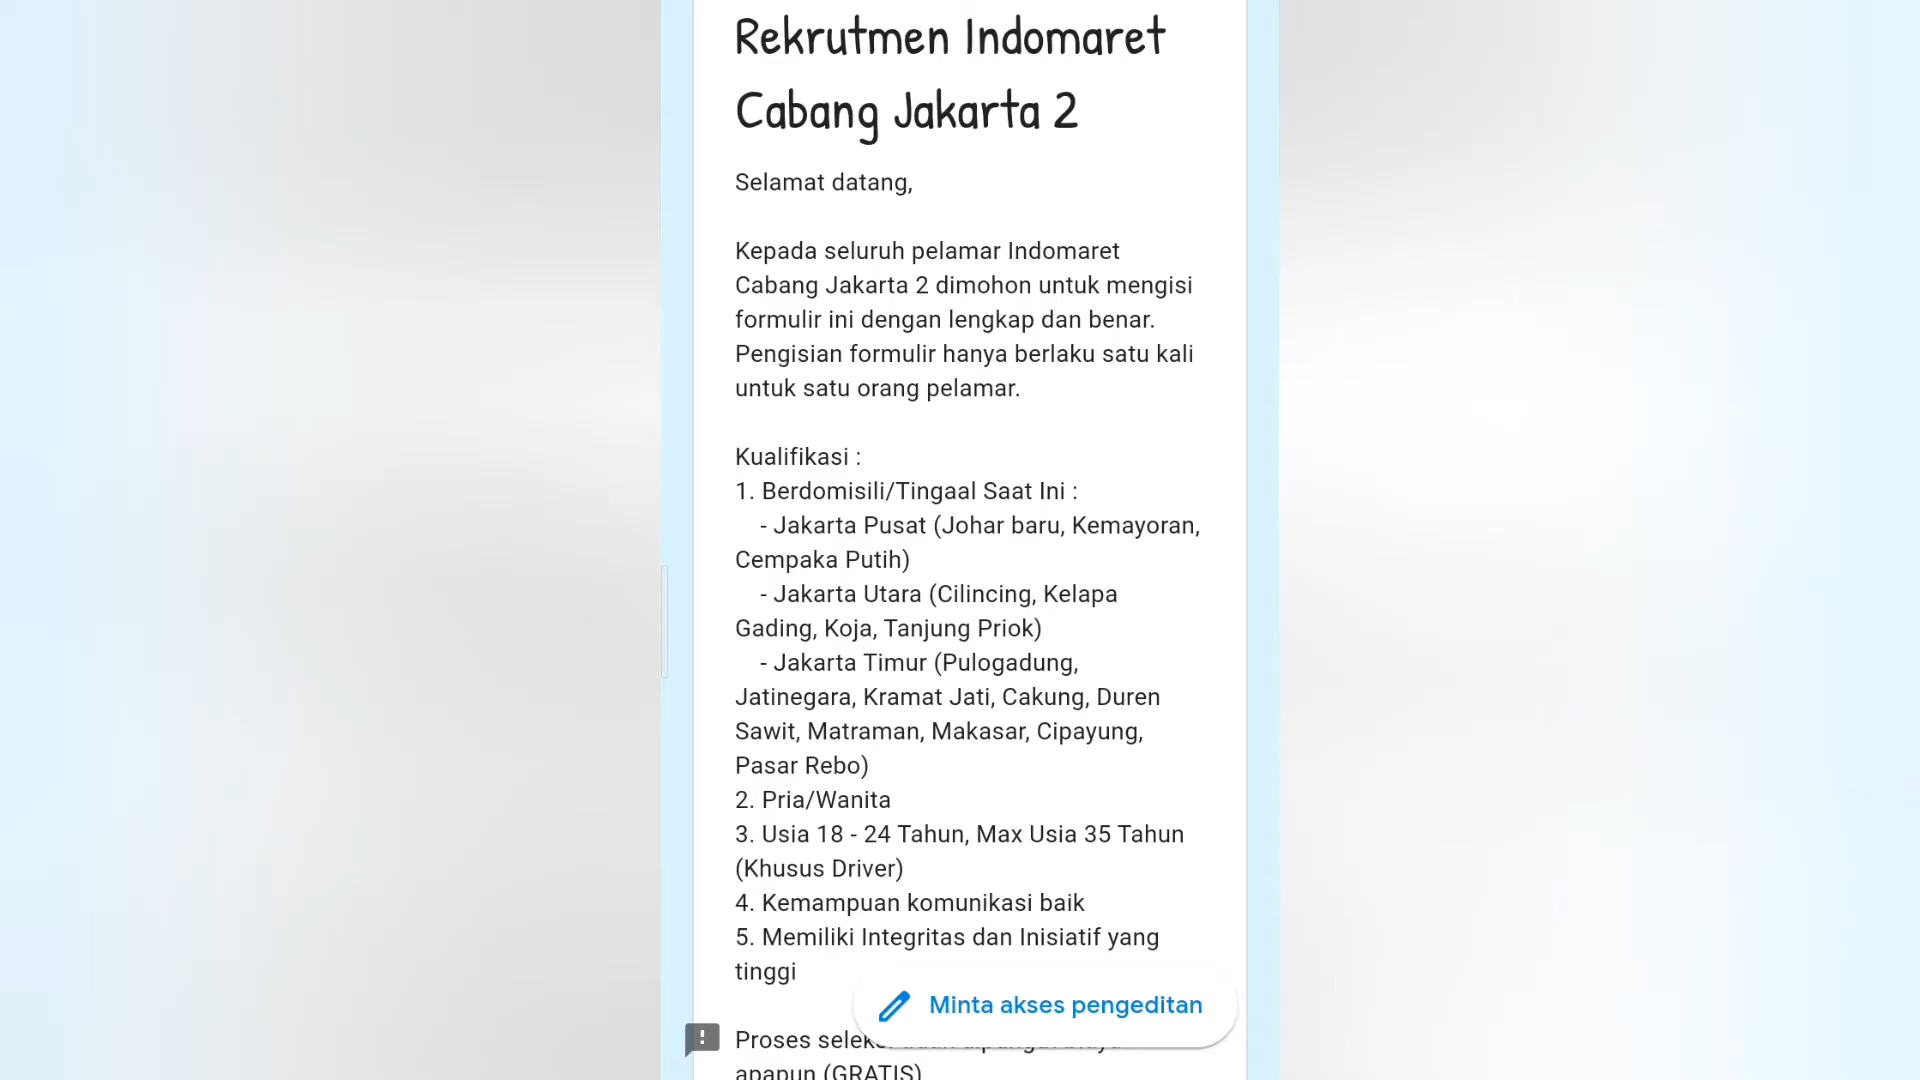 Rekrutmen Indomaret
Cabang Jakarta 2
Selamat datang,
Kepada seluruh pelamar Indomaret
Cabang Jakarta 2 dimohon untuk mengisi
formulir ini dengan lengkap dan benar.
Pengisian formulir hanya berlaku satu kali
untuk satu orang pelamar.
Kualifikasi :
1. Berdomisili/Tingaal Saat Ini :
- Jakarta Pusat (Johar baru, Kemayoran,
Cempaka Putih)
- Jakarta Utara (Cilincing, Kelapa
Gading, Koja, Tanjung Priok)
- Jakarta Timur (Pulogadung,
Jatinegara, Kramat Jati, Cakung, Duren
Sawit, Matraman, Makasar, Cipayung,
Pasar Rebo)
2. Pria/Wanita
3. Usia 18 - 24 Tahun, Max Usia 35 Tahun
(Khusus Driver)
4. Kemampuan komunikasi baik
5. Memiliki Integritas dan Inisiatif yang
tinggi
Minta akses pengeditan
Proses
apapun (GRATIS)